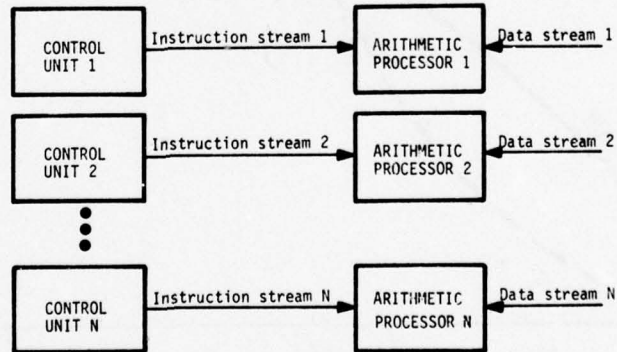 CONTROL
UNIT 1
Instruction stream 1
ARITHMETIC
PROCESSOR 1
Data stream 1
CONTROL
UNIT 2
Instruction stream 2
ARITHMETIC
PROCESSOR 2
Data stream 2
CONTROL
UNIT N
Instruction stream N
ARITHMETIC
PROCESSOR N
Data stream N